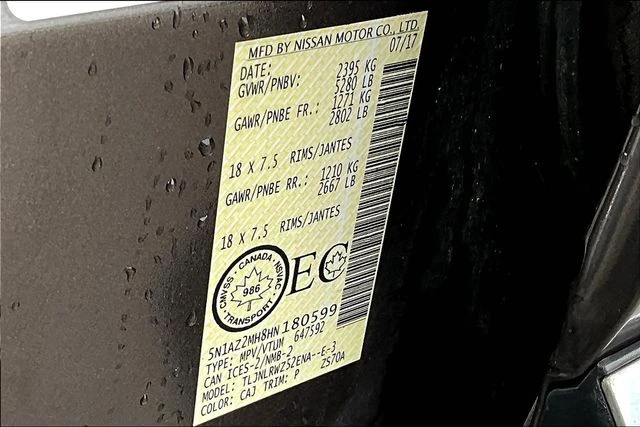 MFD BY NISSAN MOTOR CO., LTD.
DATE: 07/17
GVWR/PNBV: 2395 KG
5280 LB
GAWR/PNBE FR.: 1271 KG
2802 LB
18 X 7.5 RIMS/JANTES
GAWR/PNBE RR.: 1210 KG
2667 LB
18 X 7.5 RIMS/JANTES
CANADA
NSVAC
986
SSAWC
TRANSPORT
EC
5N1AZ2MH8HN180599
TYPE: MPV/VTUM 647592
CAN ICES-2/NMB-2
MODEL: TLJNLRWZ52ENA--E-3
COLOR: CAJ TRIM: P Z570A